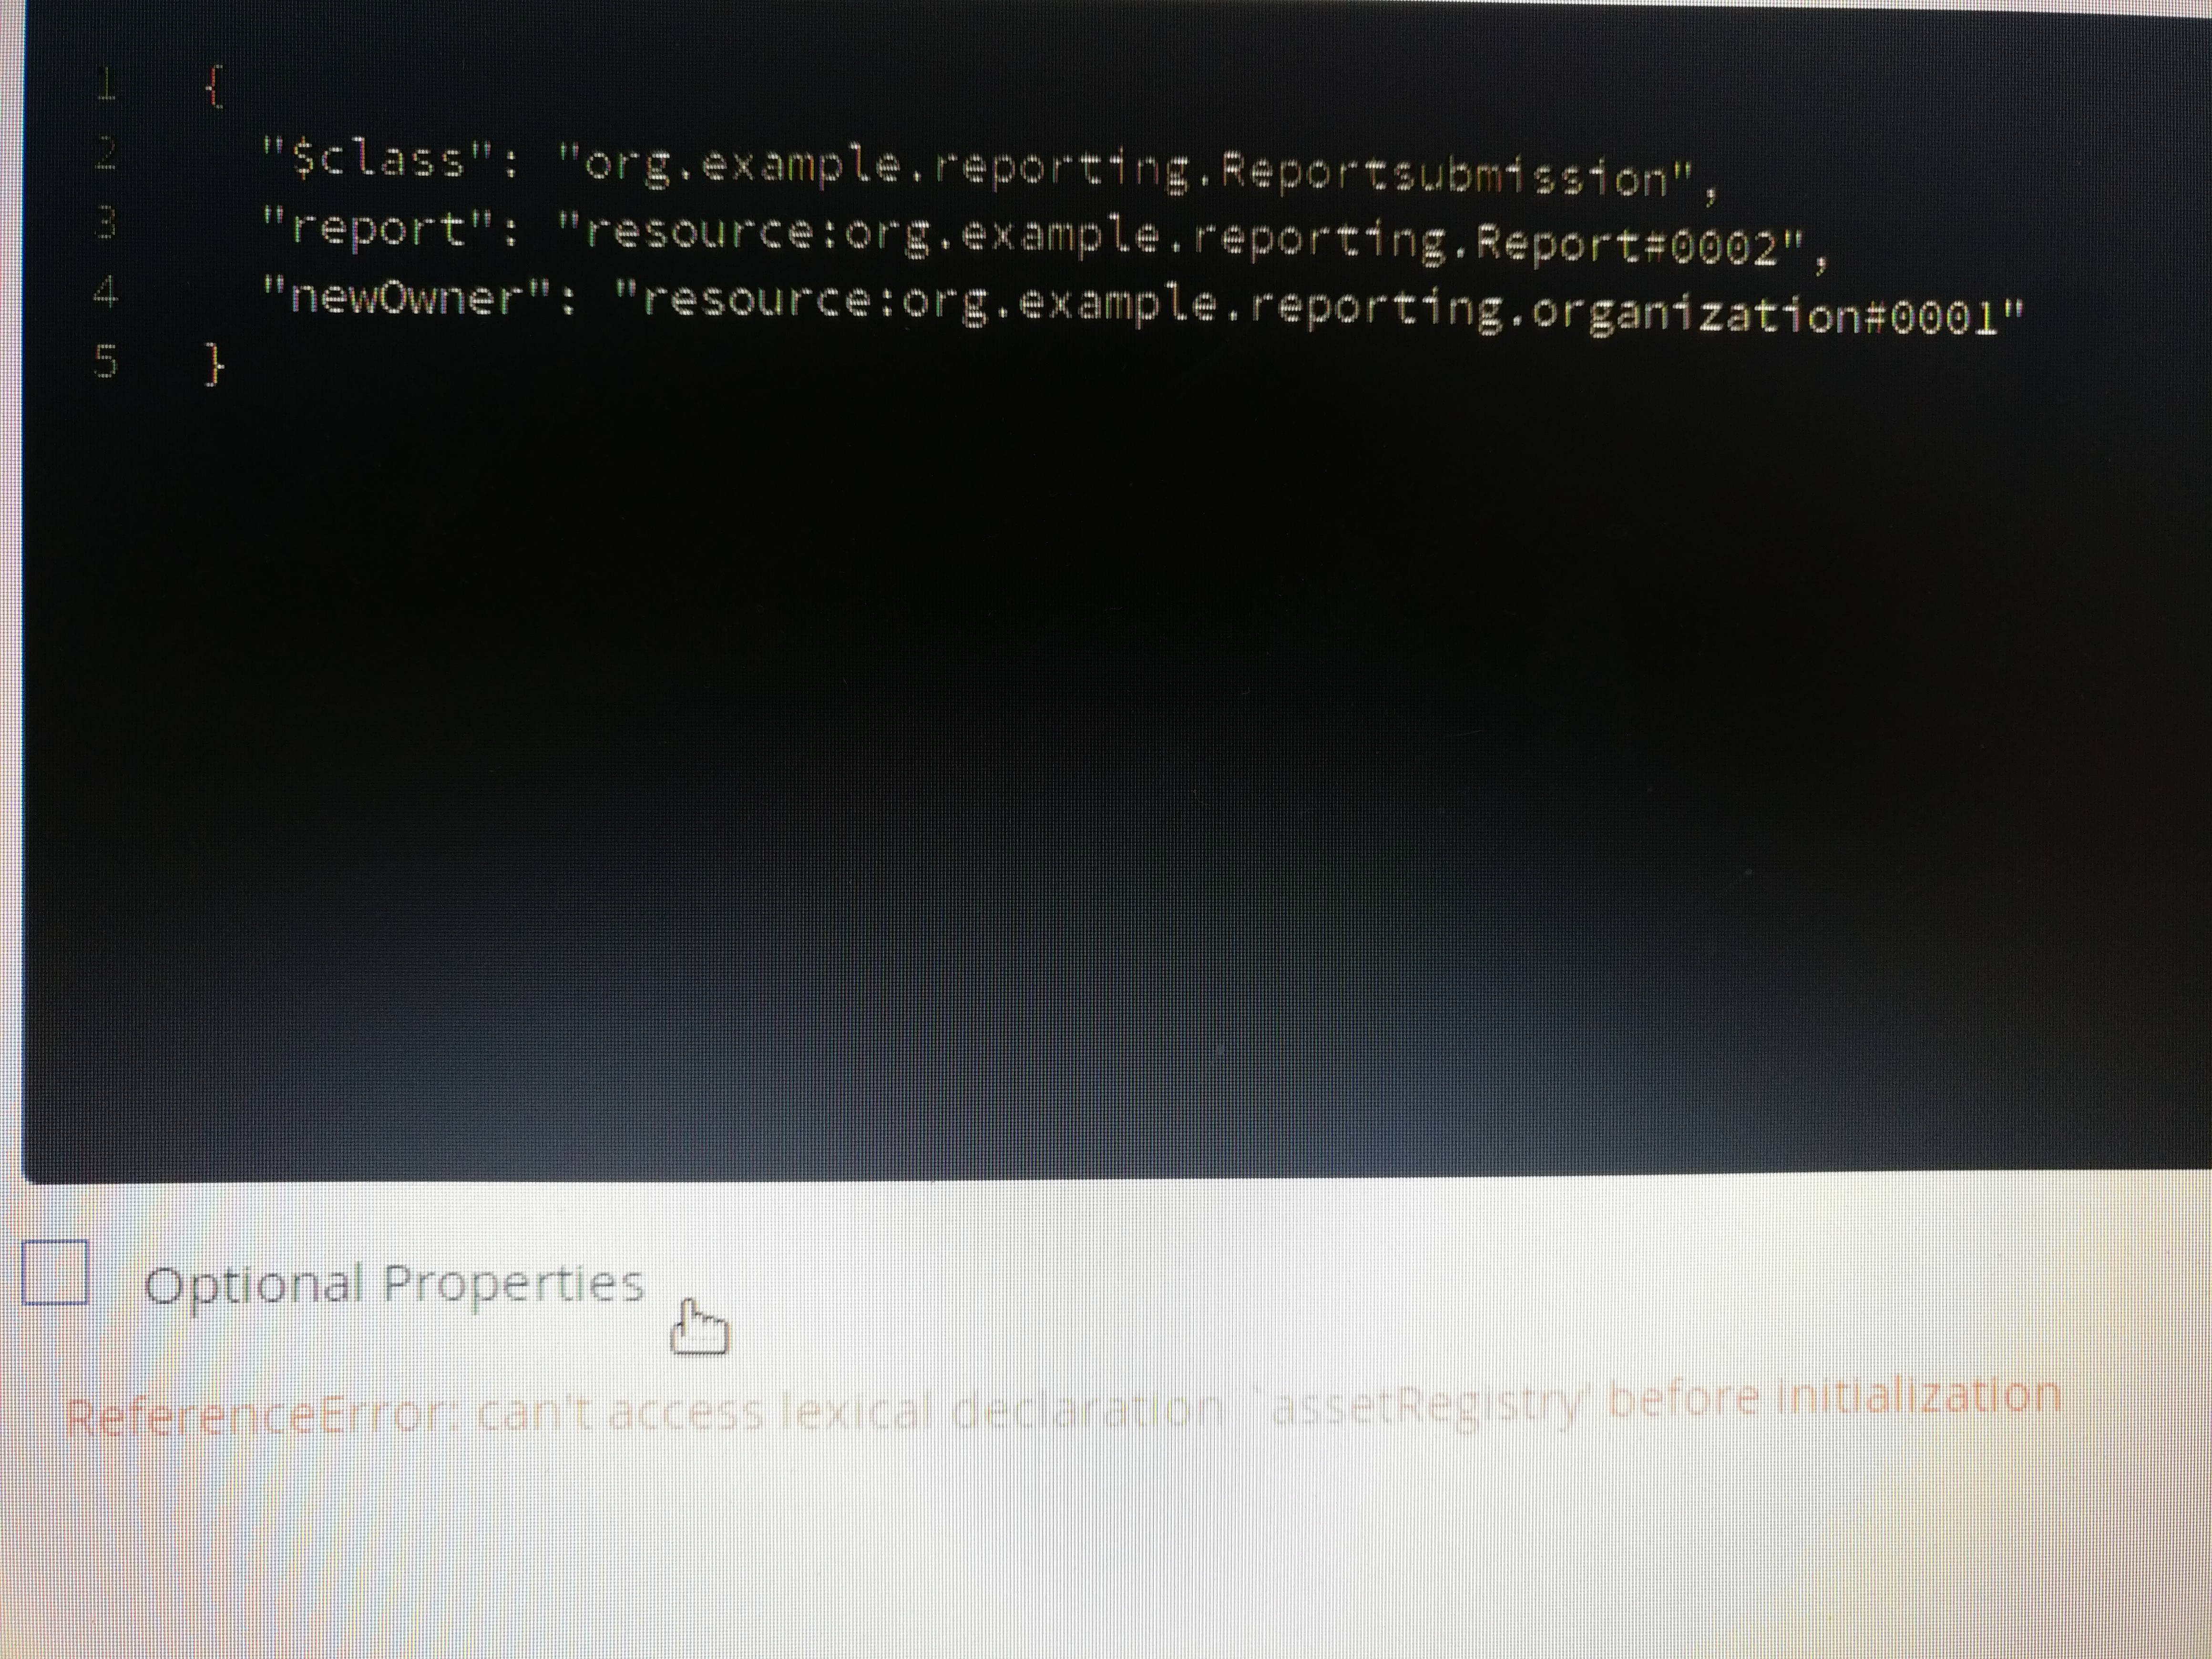 1 {
2 "$class": "org.example.reporting.Reportsubmission",
3 "report": "resource:org.example.reporting.Report#0002",
4 "newOwner": "resource:org.example.reporting.organization#0001"
5 }
Optional Properties
ReferenceError: can't access lexical declaration `assetRegistry' before initialization